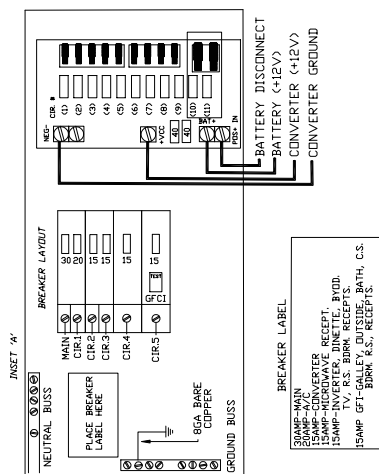 INSET 'A'
CIR. #
(1)
(2)
(3)
(4)
(5)
(6)
(7)
(8)
(9)
(10)
(11)
NEG-
+VCC
40
40
BAT+
POS+ IN
BATTERY DISCONNECT
BATTERY (+12V)
CONVERTER (+12V)
CONVERTER GROUND
BREAKER LAYOUT
30
20
15
15
15
15
TEST
GFCI
MAIN
CIR.1
CIR.2
CIR.3
CIR.4
CIR.5
NEUTRAL BUSS
PLACE BREAKER
LABEL HERE
8GA BARE
COPPER
GROUND BUSS
BREAKER LABEL
30AMP-MAIN
20AMP-A/C
15AMP-CONVERTER
15AMP-MICROWAVE RECEPT.
15AMP-INVERTER, DINETTE, BYOD.
TV, R.S. BDRM. RECEPTS.
15AMP GFI-GALLEY, OUTSIDE, BATH, C.S.
BDRM. R.S., RECEPTS.